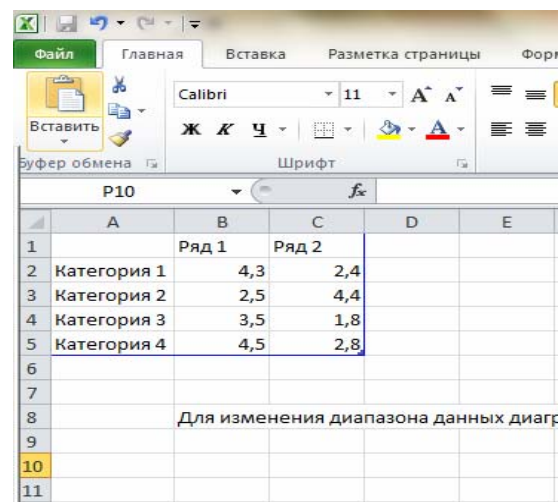 Файл Главная Вставка Разметка страницы
Calibri 11 A A
Вставить Ж К Ч A
Буфер обмена Шрифт
P10 fx
A B C D E
1 Ряд 1 Ряд 2
2 Категория 1 4,3 2,4
3 Категория 2 2,5 4,4
4 Категория 3 3,5 1,8
5 Категория 4 4,5 2,8
6
7
8 Для изменения диапазона данных
9
10
11